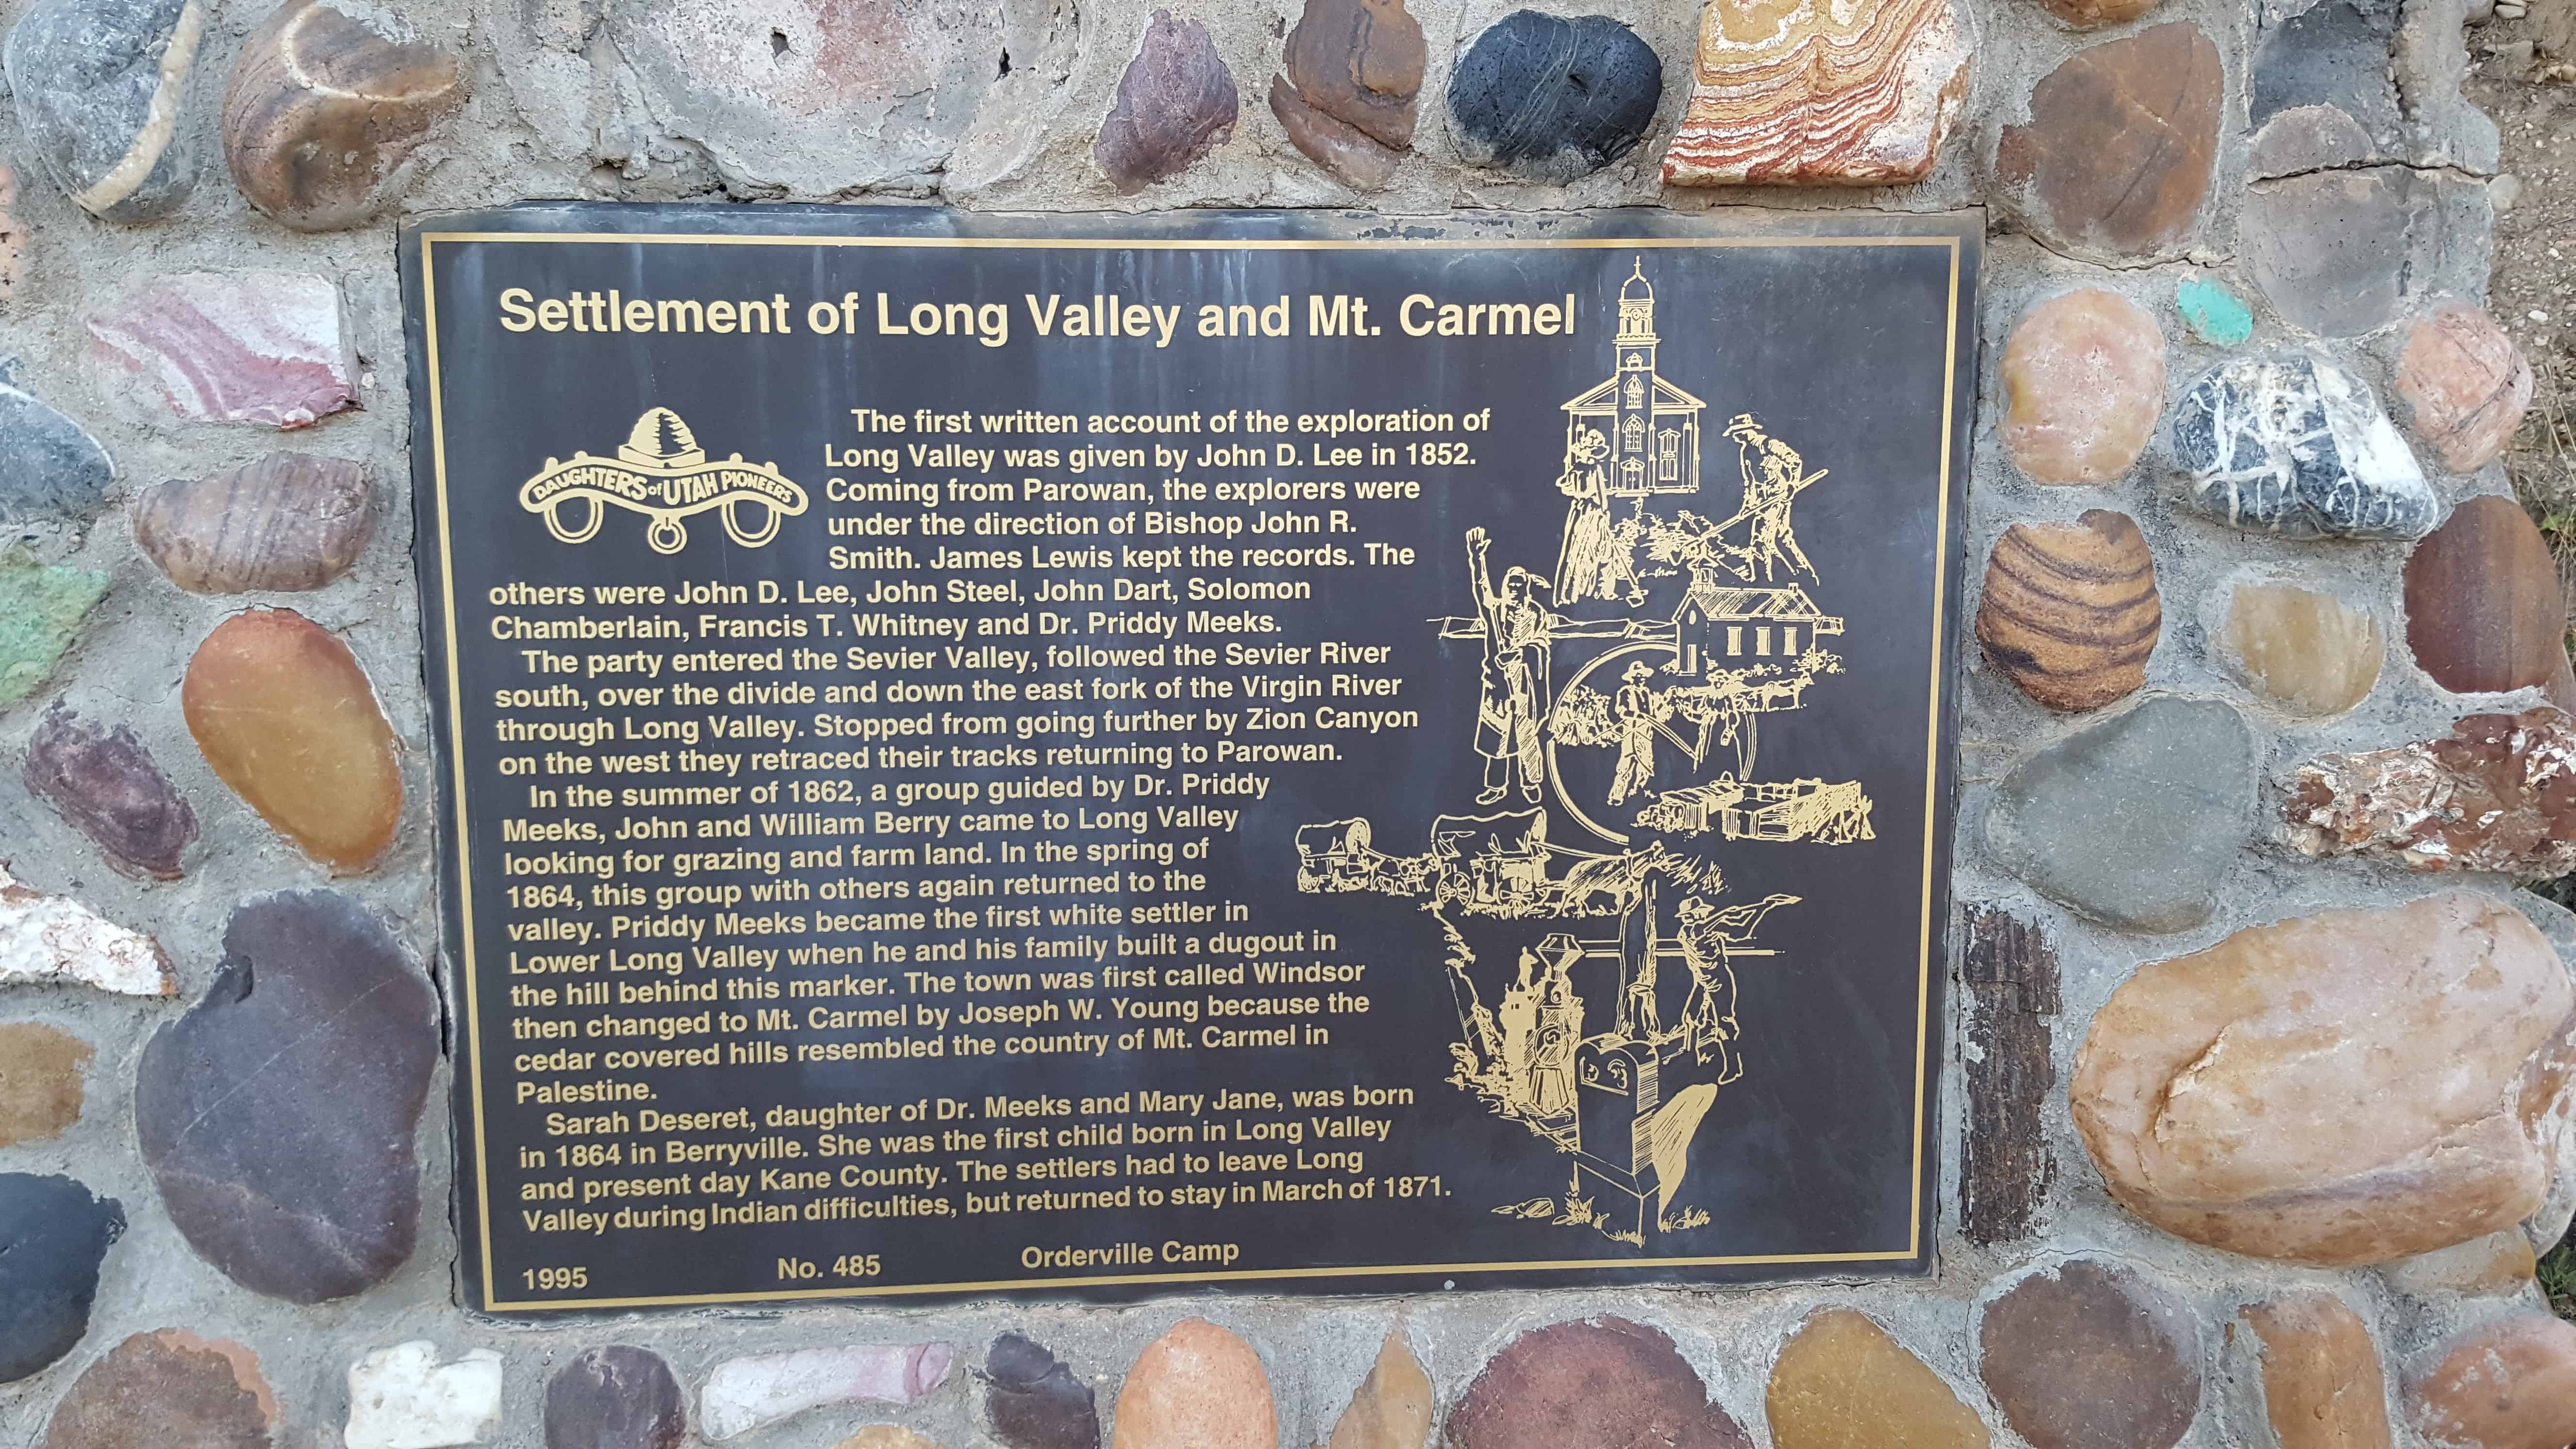 Settlement of Long Valley and Mt. Carmel
DAUGHTERS of UTAH PIONEERS
The first written account of the exploration of
Long Valley was given by John D. Lee in 1852.
Coming from Parowan, the explorers were
under the direction of Bishop John R.
Smith. James Lewis kept the records. The
others were John D. Lee, John Steel, John Dart, Solomon
Chamberlain, Francis T. Whitney and Dr. Priddy Meeks.
The party entered the Sevier Valley, followed the Sevier River
south, over the divide and down the east fork of the Virgin River
through Long Valley. Stopped from going further by Zion Canyon
on the west they retraced their tracks returning to Parowan.
In the summer of 1862, a group guided by Dr. Priddy
Meeks, John and William Berry came to Long Valley
looking for grazing and farm land. In the spring of
1864, this group with others again returned to the
valley. Priddy Meeks became the first white settler in
Lower Long Valley when he and his family built a dugout in
the hill behind this marker. The town was first called Windsor
then changed to Mt. Carmel by Joseph W. Young because the
cedar covered hills resembled the country of Mt. Carmel in
Palestine.
Sarah Deseret, daughter of Dr. Meeks and Mary Jane, was born
in 1864 in Berryville. She was the first child born in Long Valley
and present day Kane County. The settlers had to leave Long
Valley during Indian difficulties, but returned to stay in March of 1871.
1995 No. 485 Orderville Camp